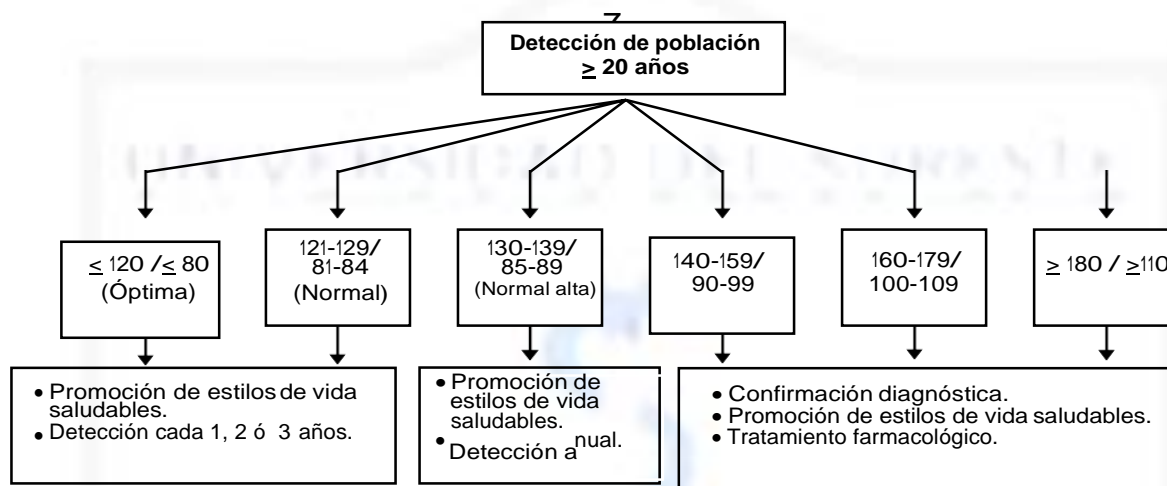 Detección de población
≥ 20 años
≤ 120 /≤ 80
(Óptima)
121-129/
81-84
(Normal)
130-139/
85-89
(Normal alta)
140-159/
90-99
160-179/
100-109
≥ 180 / ≥110
• Promoción de estilos de vida
saludables.
• Detección cada 1, 2 ó 3 años.
• Promoción de
estilos de vida
saludables.
• Detección anual.
• Confirmación diagnóstica.
• Promoción de estilos de vida saludables.
• Tratamiento farmacológico.